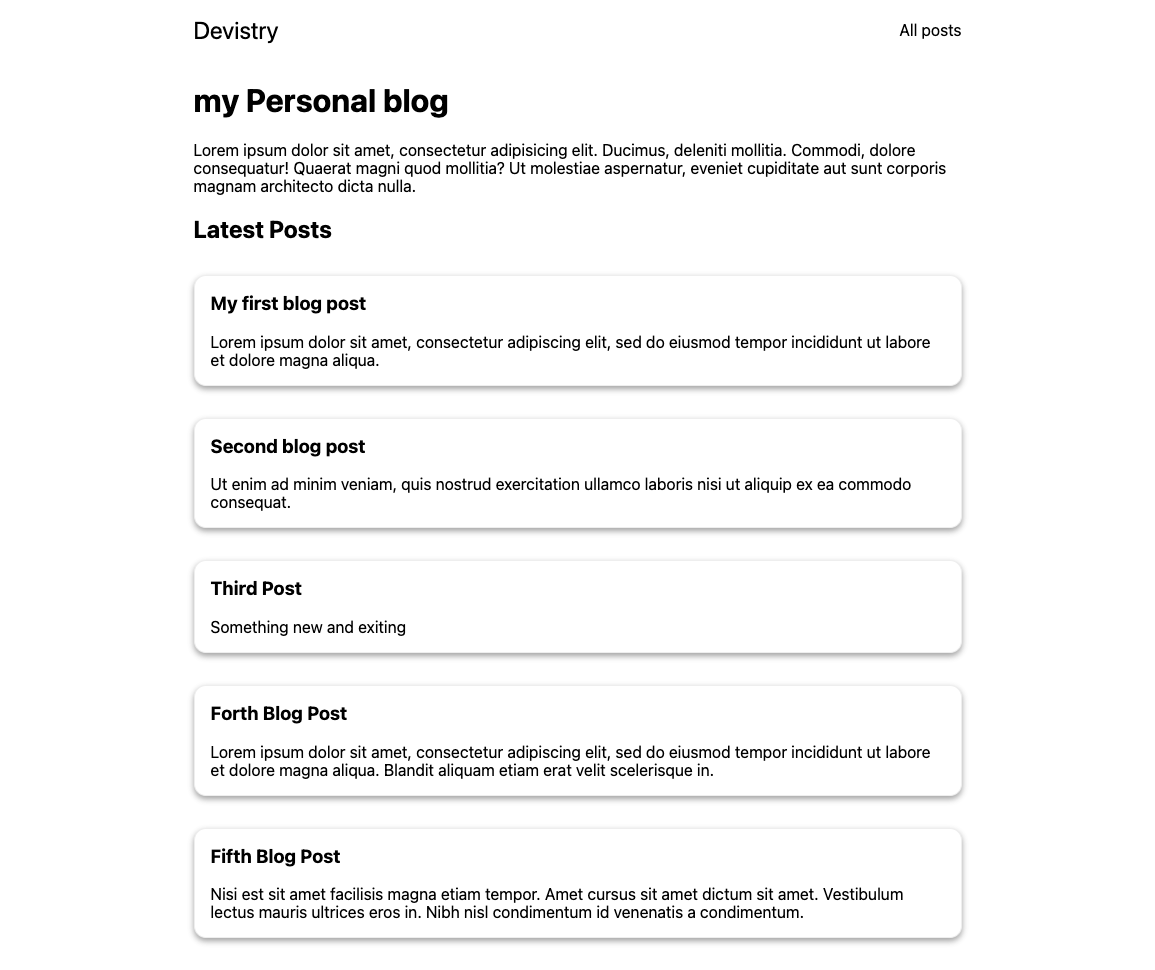 Devistry
All posts
my Personal blog
Lorem ipsum dolor sit amet, consectetur adipisicing elit. Ducimus, deleniti mollitia. Commodi, dolore
consequatur! Quaerat magni quod mollitia? Ut molestiae aspernatur, eveniet cupiditate aut sunt corporis
magnam architecto dicta nulla.
Latest Posts
My first blog post
Lorem ipsum dolor sit amet, consectetur adipiscing elit, sed do eiusmod tempor incididunt ut labore
et dolore magna aliqua.
Second blog post
Ut enim ad minim veniam, quis nostrud exercitation ullamco laboris nisi ut aliquip ex ea commodo
consequat.
Third Post
Something new and exiting
Forth Blog Post
Lorem ipsum dolor sit amet, consectetur adipiscing elit, sed do eiusmod tempor incididunt ut labore
et dolore magna aliqua. Blandit aliquam etiam erat velit scelerisque in.
Fifth Blog Post
Nisi est sit amet facilisis magna etiam tempor. Amet cursus sit amet dictum sit amet. Vestibulum
lectus mauris ultrices eros in. Nibh nisl condimentum id venenatis a condimentum.